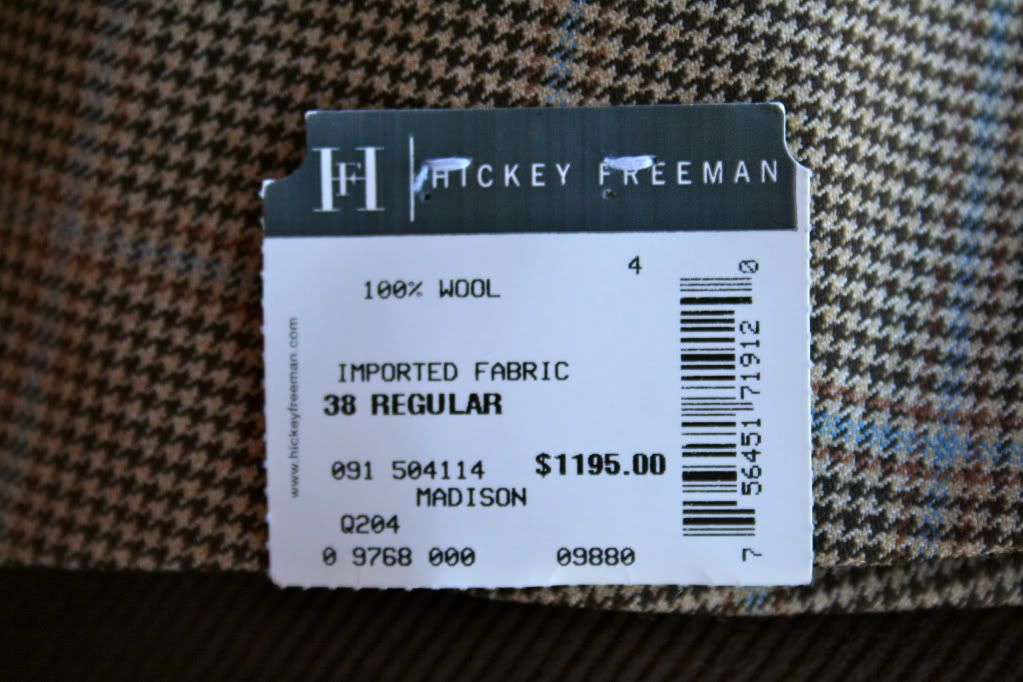 HF HICKEY FREEMAN
4
100% WOOL
IMPORTED FABRIC
38 REGULAR
091 504114 $1195.00
MADISON
Q204
0 9768 000 09880
www.hickeyfreeman.com
7 56451 71912 0